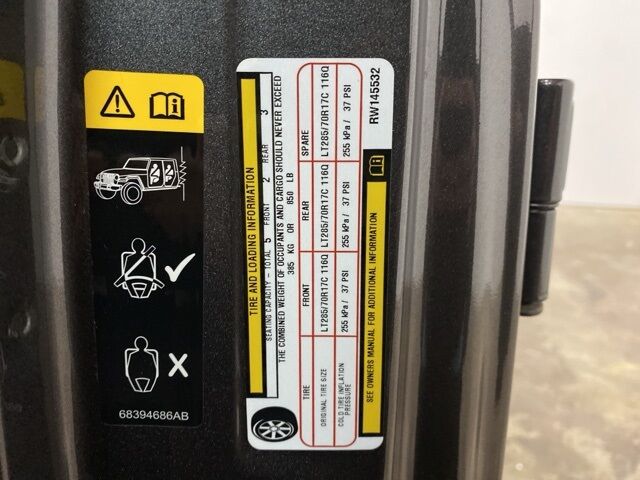 68394686AB
TIRE AND LOADING INFORMATION
SEATING CAPACITY - TOTAL 5 FRONT 2 REAR 3
THE COMBINED WEIGHT OF OCCUPANTS AND CARGO SHOULD NEVER EXCEED
385 KG OR 850 LB
TIRE FRONT REAR SPARE
ORIGINAL TIRE SIZE LT285/70R17C 116Q LT285/70R17C 116Q LT285/70R17C 116Q
COLD TIRE INFLATION PRESSURE 255 kPa / 37 PSI 255 kPa / 37 PSI 255 kPa / 37 PSI
SEE OWNERS MANUAL FOR ADDITIONAL INFORMATION
RW145532